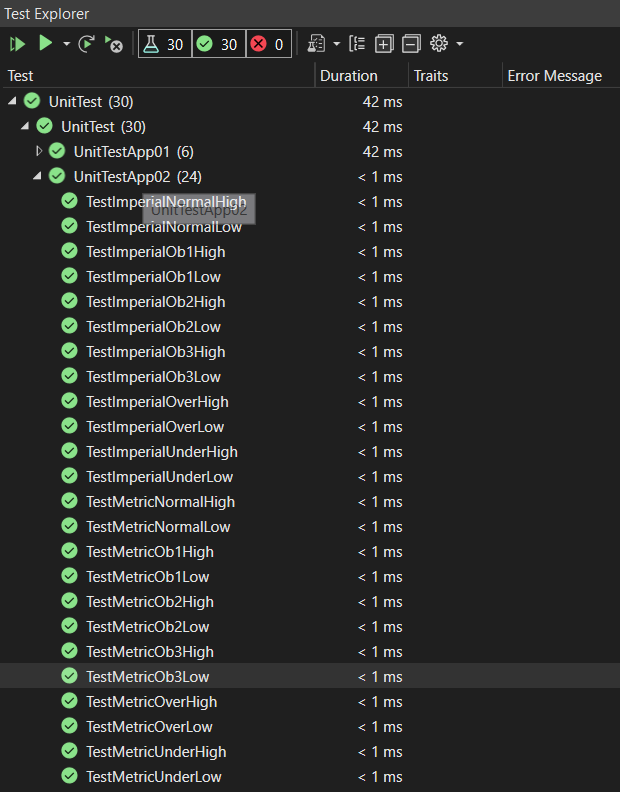 Test Explorer
30 30 0
Test Duration Traits Error Message
UnitTest (30) 42 ms
UnitTest (30) 42 ms
UnitTestApp01 (6) 42 ms
UnitTestApp02 (24) < 1 ms
TestImperialNormalHigh < 1 ms
UnitTestApp02
TestImperialNormalLow < 1 ms
TestImperialOb1High < 1 ms
TestImperialOb1Low < 1 ms
TestImperialOb2High < 1 ms
TestImperialOb2Low < 1 ms
TestImperialOb3High < 1 ms
TestImperialOb3Low < 1 ms
TestImperialOverHigh < 1 ms
TestImperialOverLow < 1 ms
TestImperialUnderHigh < 1 ms
TestImperialUnderLow < 1 ms
TestMetricNormalHigh < 1 ms
TestMetricNormalLow < 1 ms
TestMetricOb1High < 1 ms
TestMetricOb1Low < 1 ms
TestMetricOb2High < 1 ms
TestMetricOb2Low < 1 ms
TestMetricOb3High < 1 ms
TestMetricOb3Low < 1 ms
TestMetricOverHigh < 1 ms
TestMetricOverLow < 1 ms
TestMetricUnderHigh < 1 ms
TestMetricUnderLow < 1 ms